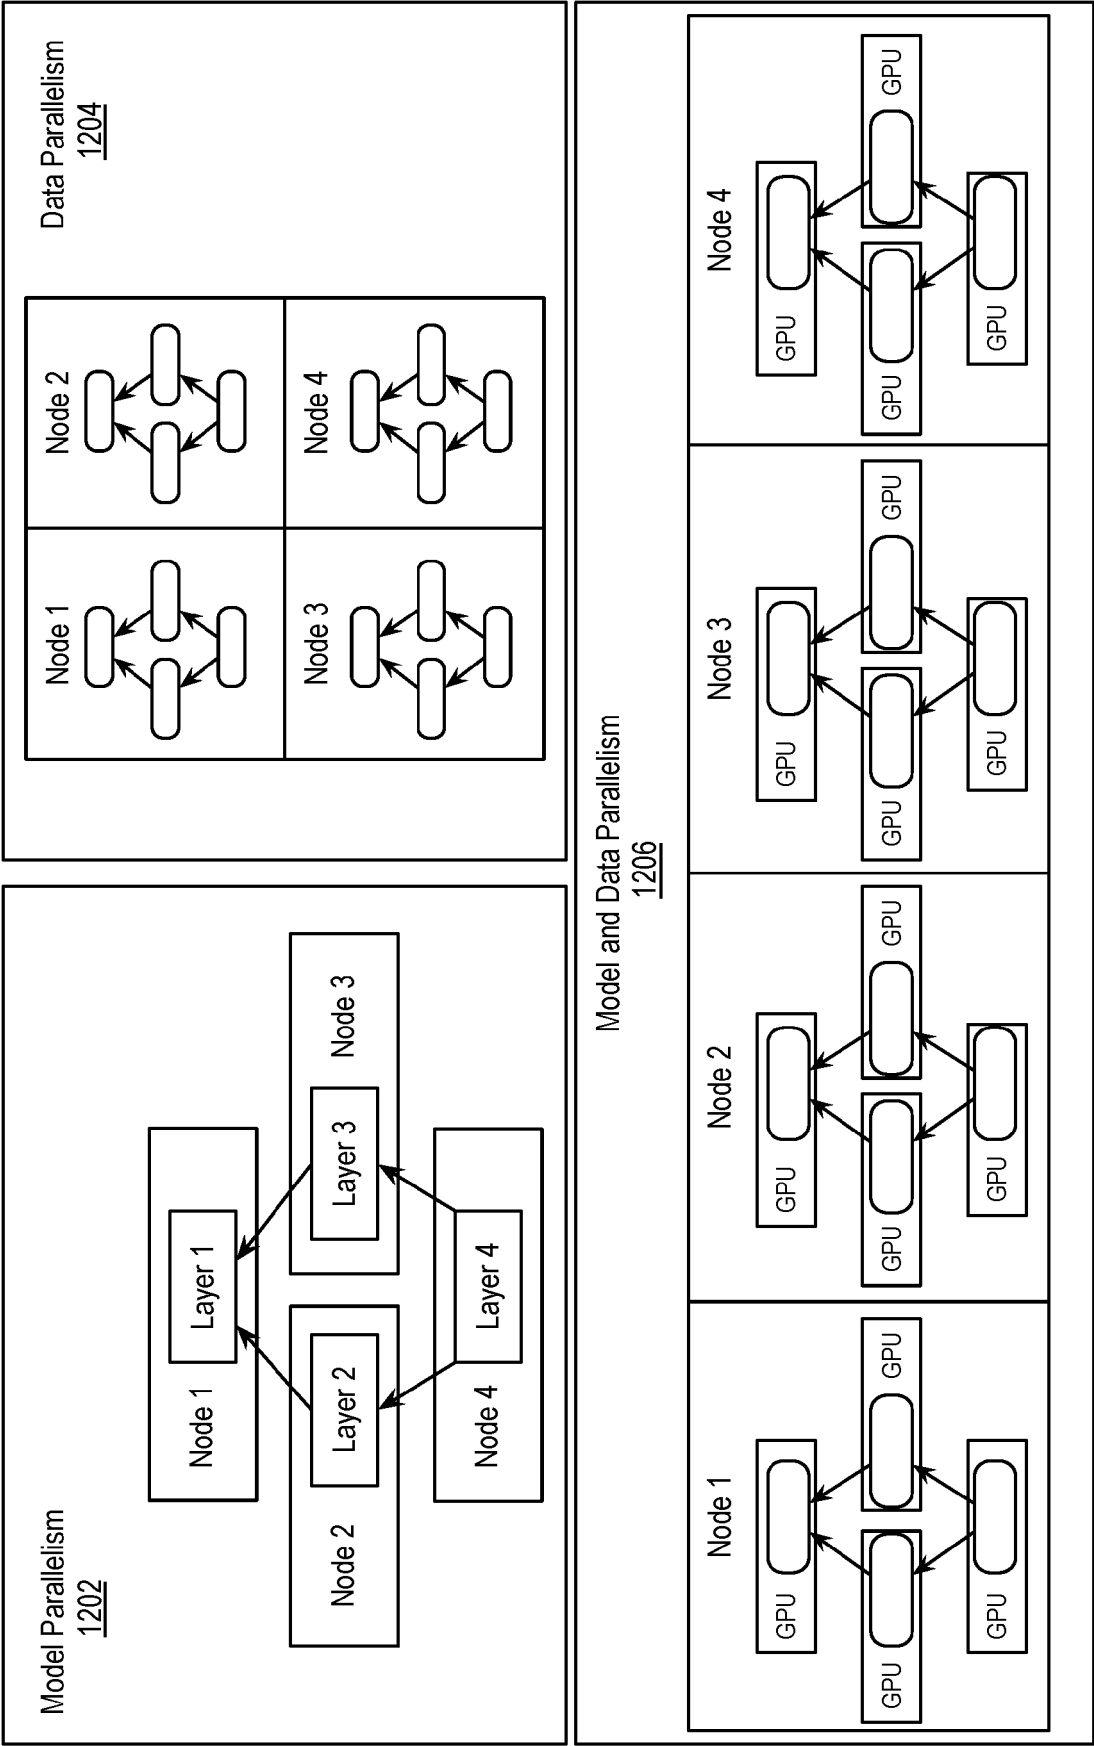 Model Parallelism
1202
Node 1
Layer 1
Node 2
Layer 2
Layer 3
Node 3
Node 4
Layer 4
Data Parallelism
1204
Node 1
Node 2
Node 3
Node 4
Model and Data Parallelism
1206
Node 1
GPU
GPU
GPU
GPU
Node 2
GPU
GPU
GPU
GPU
Node 3
GPU
GPU
GPU
GPU
Node 4
GPU
GPU
GPU
GPU